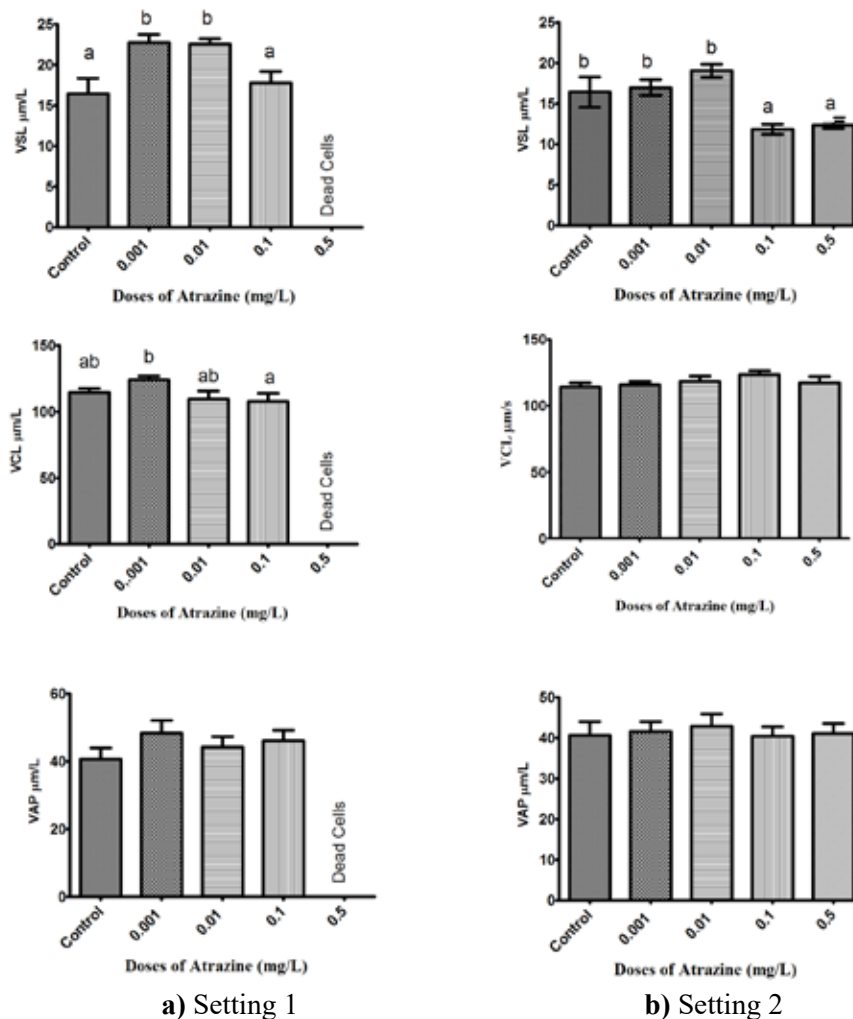 25
20
15
10
5
0
VSL µm/L
a
b
b
a
Dead Cells
Control
0.001
0.01
0.1
0.5
Doses of Atrazine (mg/L)
25
20
15
10
5
0
VSL µm/L
b
b
b
a
a
Control
0.001
0.01
0.1
0.5
Doses of Atrazine (mg/L)
150
100
50
0
VCL µm/L
ab
b
ab
a
Dead Cells
Control
0,.001
0.01
0.1
0.5
Doses of Atrazine (mg/L)
150
100
50
0
VCL µm/s
Control
0.001
0.01
0.1
0.5
Doses of Atrazine (mg/L)
60
40
20
0
VAP µm/L
Dead Cells
Control
0.001
0.01
0.1
0.5
Doses of Atrazine (mg/L)
50
40
30
20
10
0
VAP µm/L
Control
0.001
0.01
0.1
0.5
Doses of Atrazine (mg/L)
a) Setting 1
b) Setting 2